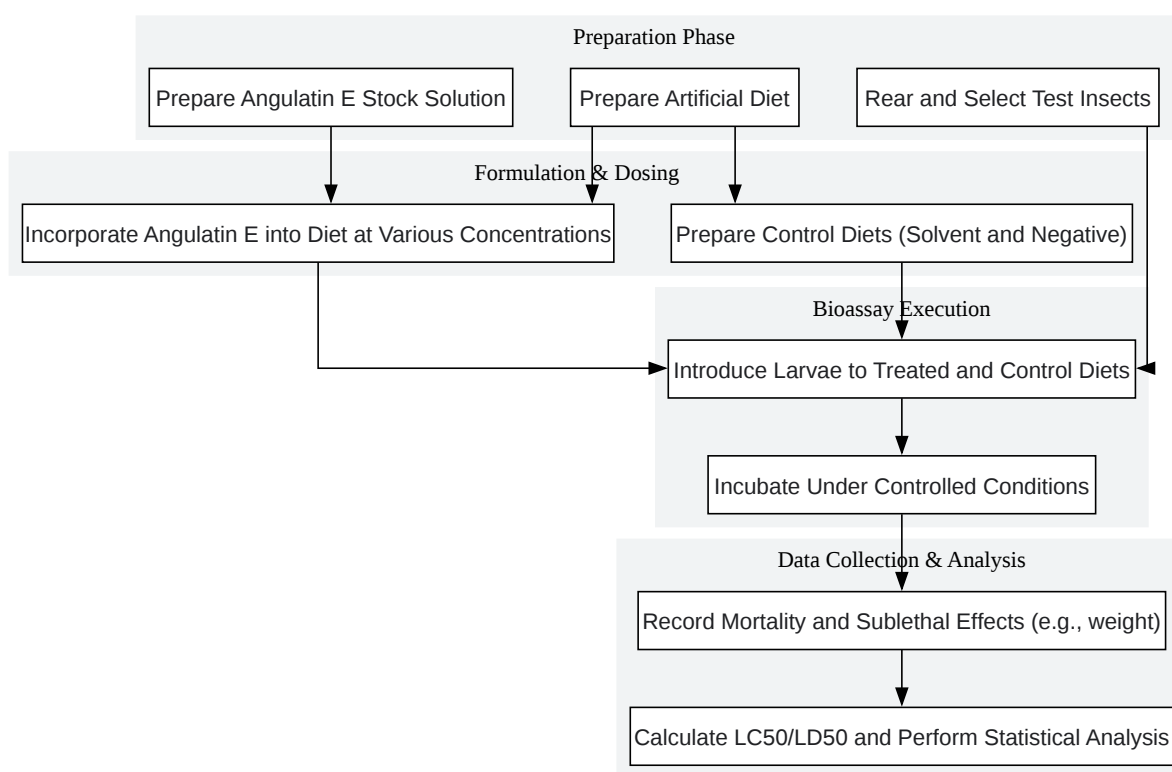 Preparation Phase
Prepare Angulatin E Stock Solution
Prepare Artificial Diet
Rear and Select Test Insects
Formulation & Dosing
Incorporate Angulatin E into Diet at Various Concentrations
Prepare Control Diets (Solvent and Negative)
Bioassay Execution
Introduce Larvae to Treated and Control Diets
Incubate Under Controlled Conditions
Data Collection & Analysis
Record Mortality and Sublethal Effects (e.g., weight)
Calculate LC50/LD50 and Perform Statistical Analysis